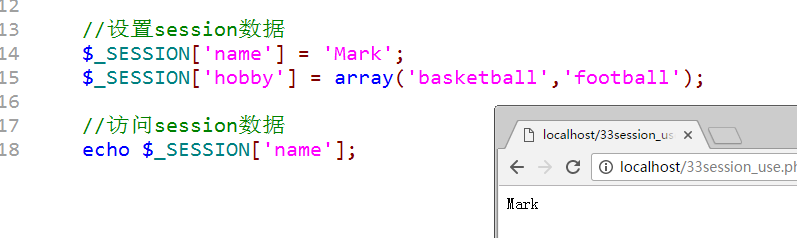 12
13 //设置session数据
14 $_SESSION['name'] = 'Mark';
15 $_SESSION['hobby'] = array('basketball','football');
16
17 //访问session数据
18 echo $_SESSION['name'];
localhost/33session_us
localhost/33session_use.ph
Mark